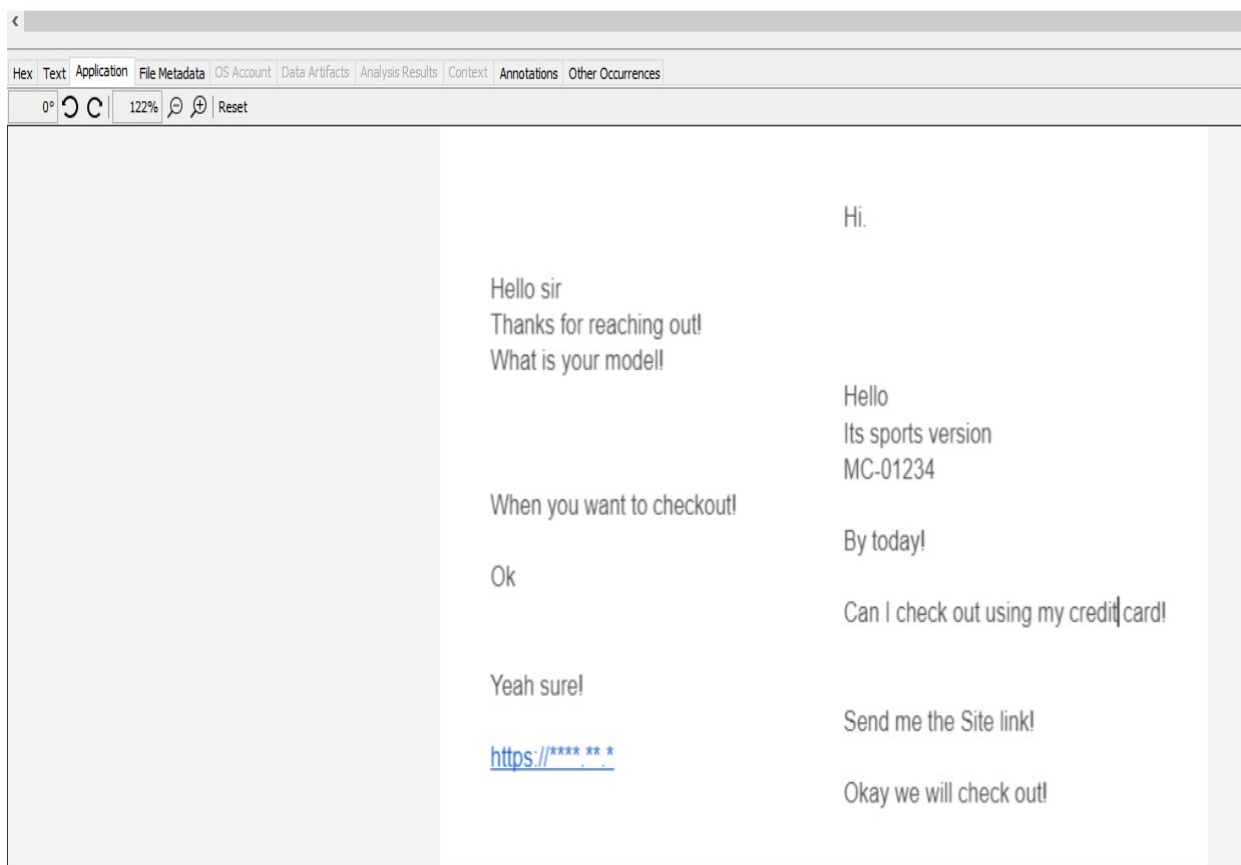 Hex Text Application File Metadata OS Account Data Artifacts Analysis Results Context Annotations Other Occurrences
0° 122% Reset
Hi.
Hello sir
Thanks for reaching out!
What is your model!
Hello
Its sports version
MC-01234
When you want to checkout!
By today!
Ok
Can I check out using my credit card!
Yeah sure!
Send me the Site link!
https://****.**.*
Okay we will check out!